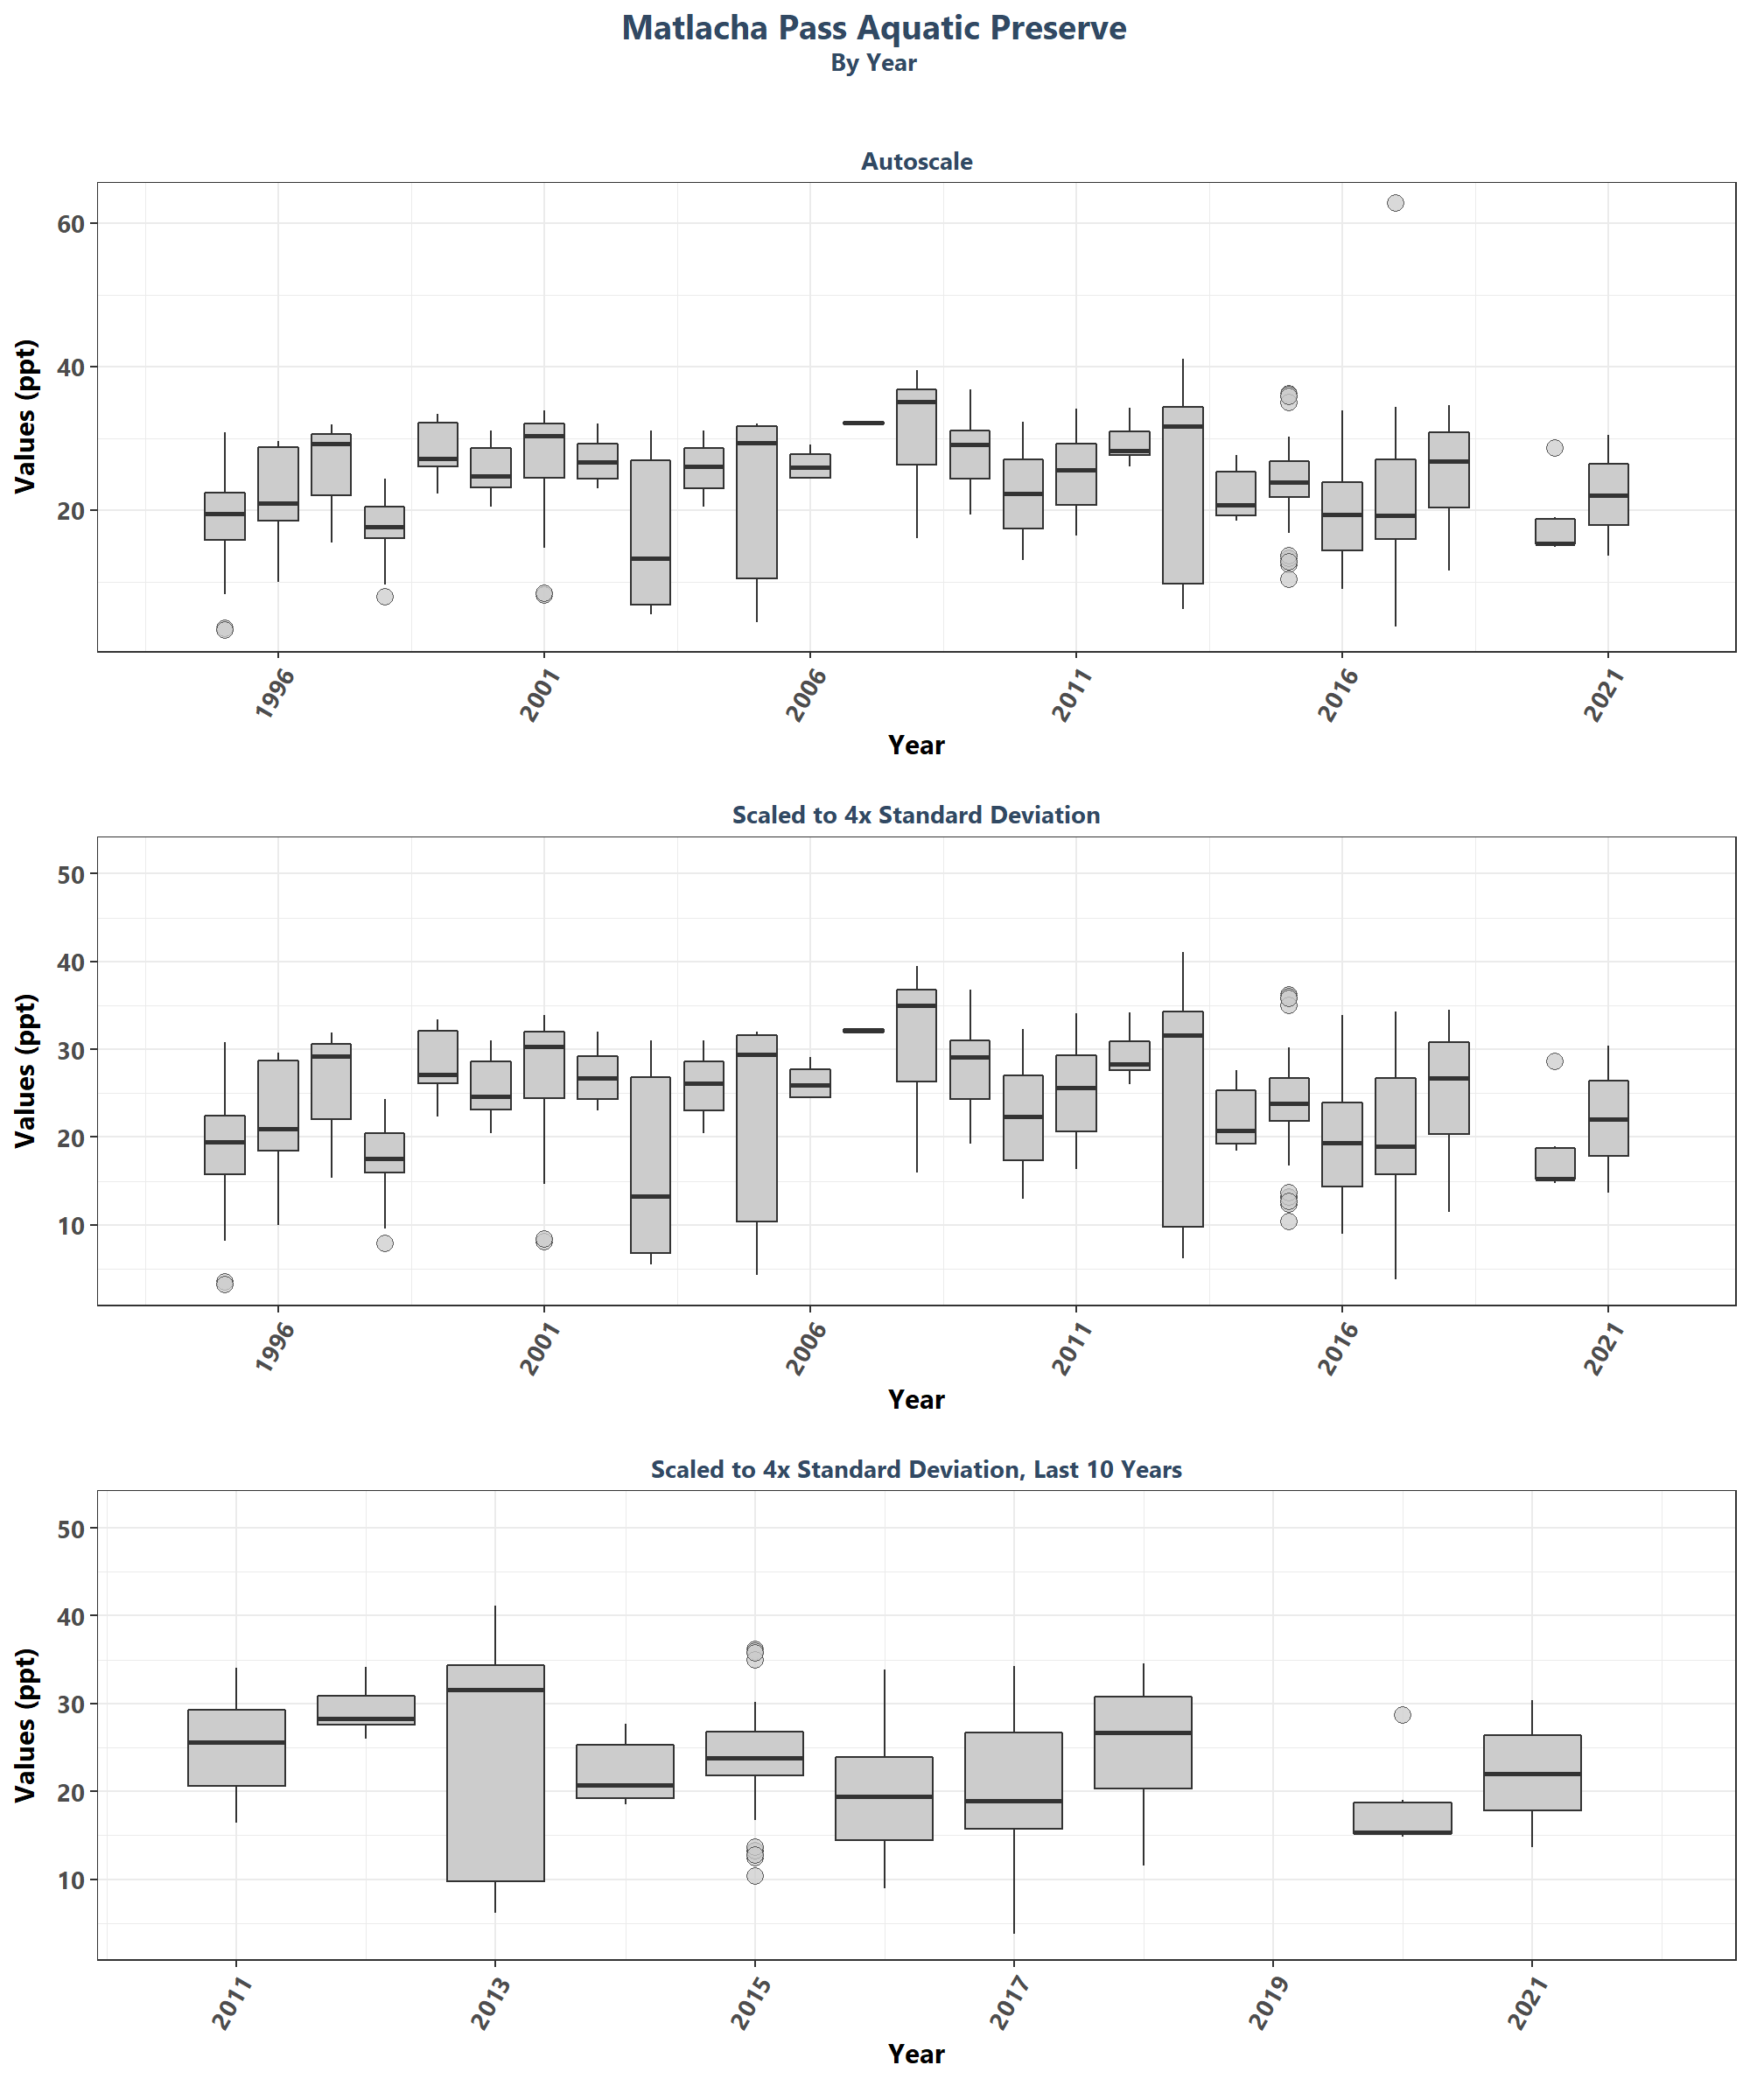 Matlacha Pass Aquatic Preserve
By Year
Autoscale
Values (ppt)
60
40
20
1996
2001
2006
2011
2016
2021
Year
Scaled to 4x Standard Deviation
Values (ppt)
50
40
30
20
10
1996
2001
2006
2011
2016
2021
Year
Scaled to 4x Standard Deviation, Last 10 Years
Values (ppt)
50
40
30
20
10
2011
2013
2015
2017
2019
2021
Year